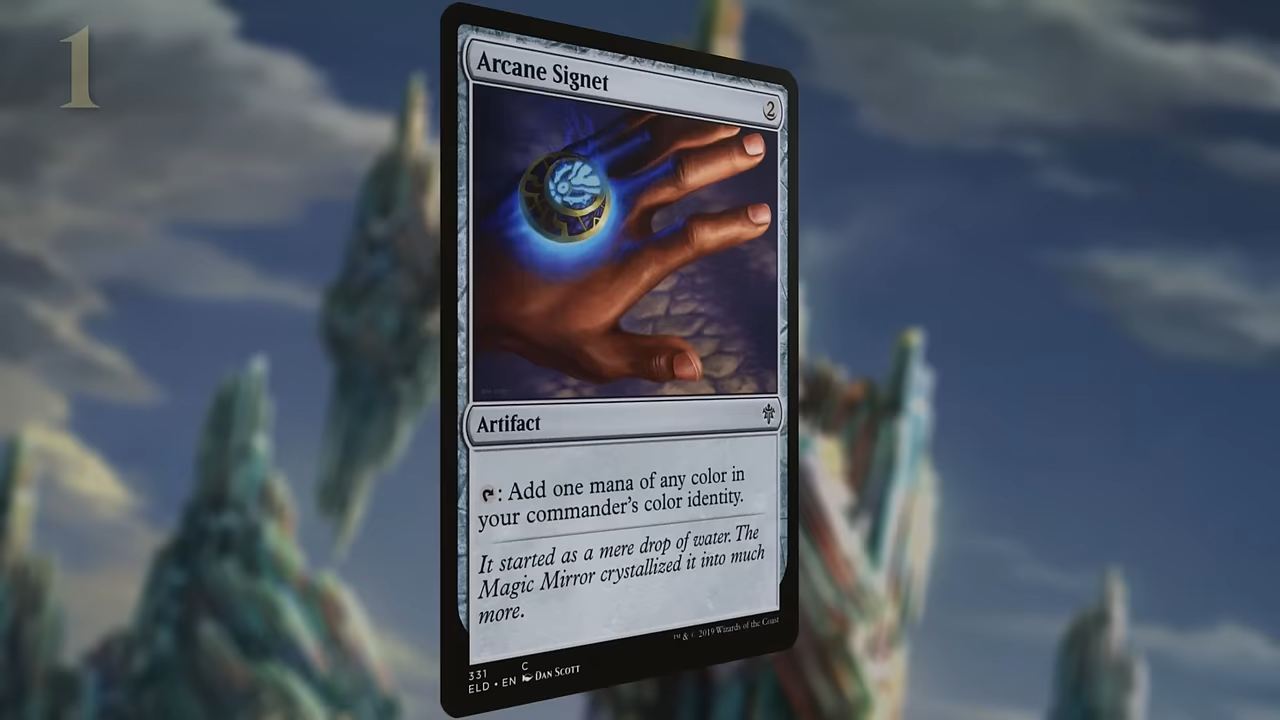 1
Arcane Signet
2
Artifact
: Add one mana of any color in
your commander's color identity.
It started as a mere drop of water. The
Magic Mirror crystallized it into much
more.
™ & © 2019 Wizards of the Coast
331 C
ELD • EN Dan Scott